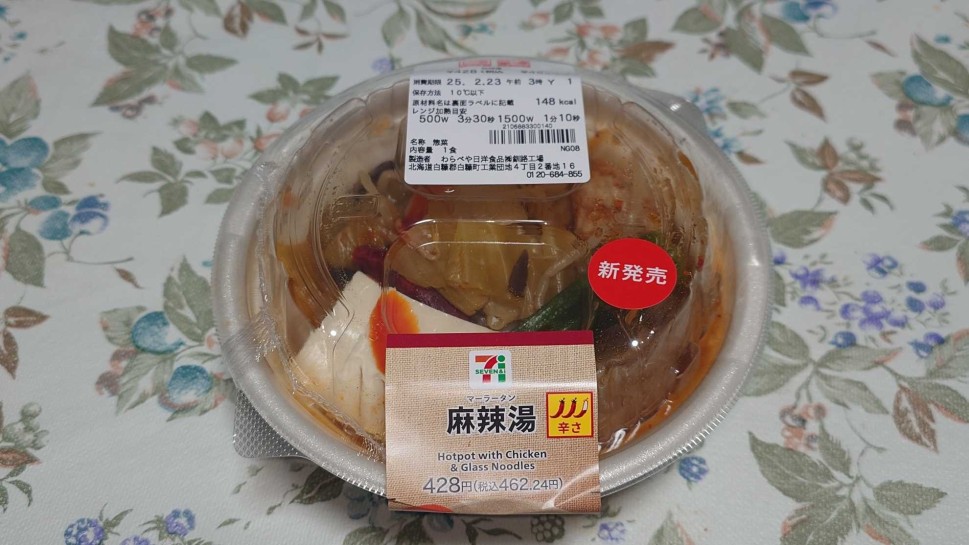 消費期限 25. 2.23 午前 3時 Y 1
保存方法 10℃以下
原材料名は裏面ラベルに記載 148 kcal
レンジ加熱目安
500W 3分30秒 1500W 1分10秒
2108883300140
名称 惣菜
内容量 1食 NG08
製造者 わらべや日洋食品㈱釧路工場
北海道白糠郡白糠町工業団地4丁目2番地16
0120-684-855
新発売
7
SEVEN&i
マーラータン
麻辣湯
辛さ
Hotpot with Chicken
& Glass Noodles
428円(税込462.24円)